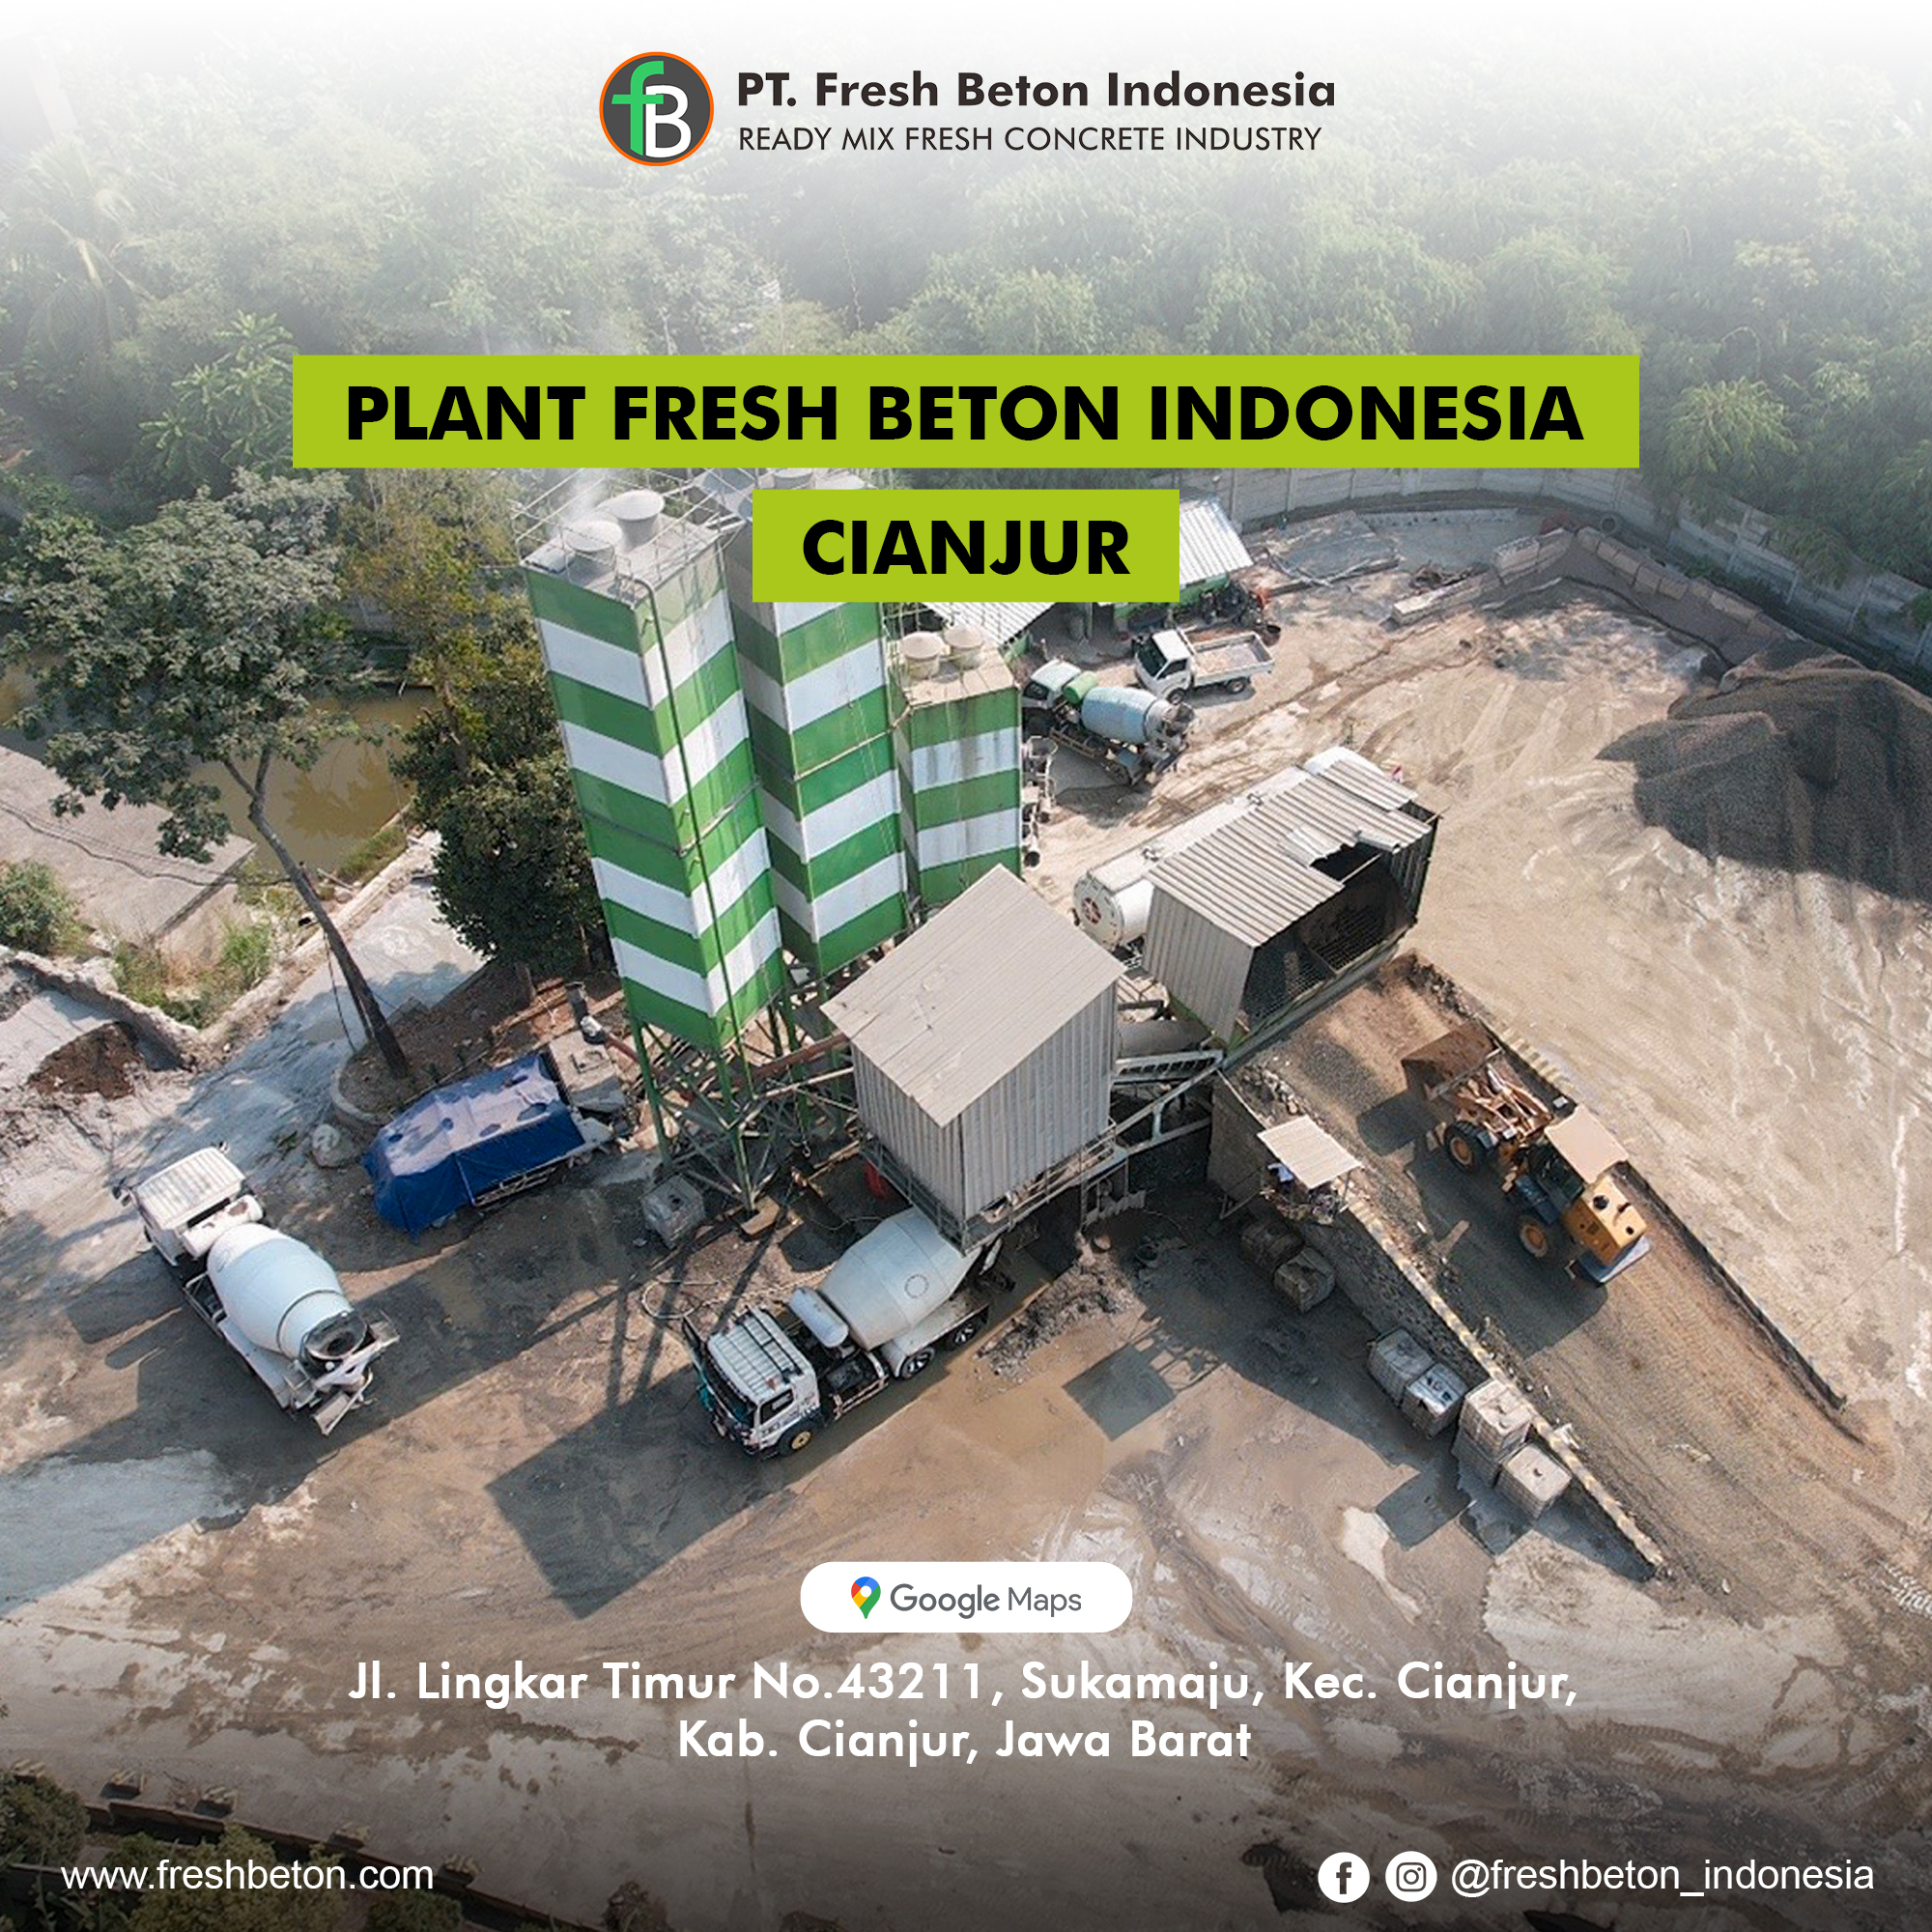 fB
PT. Fresh Beton Indonesia
READY MIX FRESH CONCRETE INDUSTRY
PLANT FRESH BETON INDONESIA
CIANJUR
Google Maps
Jl. Lingkar Timur No.43211, Sukamaju, Kec. Cianjur,
Kab. Cianjur, Jawa Barat
www.freshbeton.com
@freshbeton_indonesia